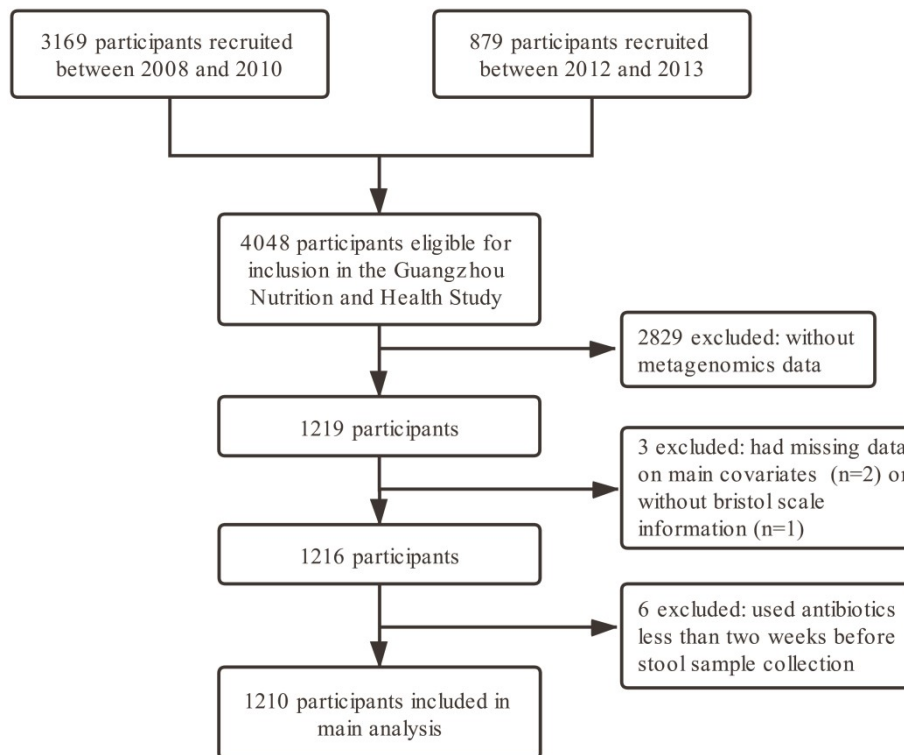 3169 participants recruited
between 2008 and 2010
879 participants recruited
between 2012 and 2013
4048 participants eligible for
inclusion in the Guangzhou
Nutrition and Health Study
2829 excluded: without
metagenomics data
1219 participants
3 excluded: had missing data
on main covariates (n=2) or
without bristol scale
information (n=1)
1216 participants
6 excluded: used antibiotics
less than two weeks before
stool sample collection
1210 participants included in
main analysis